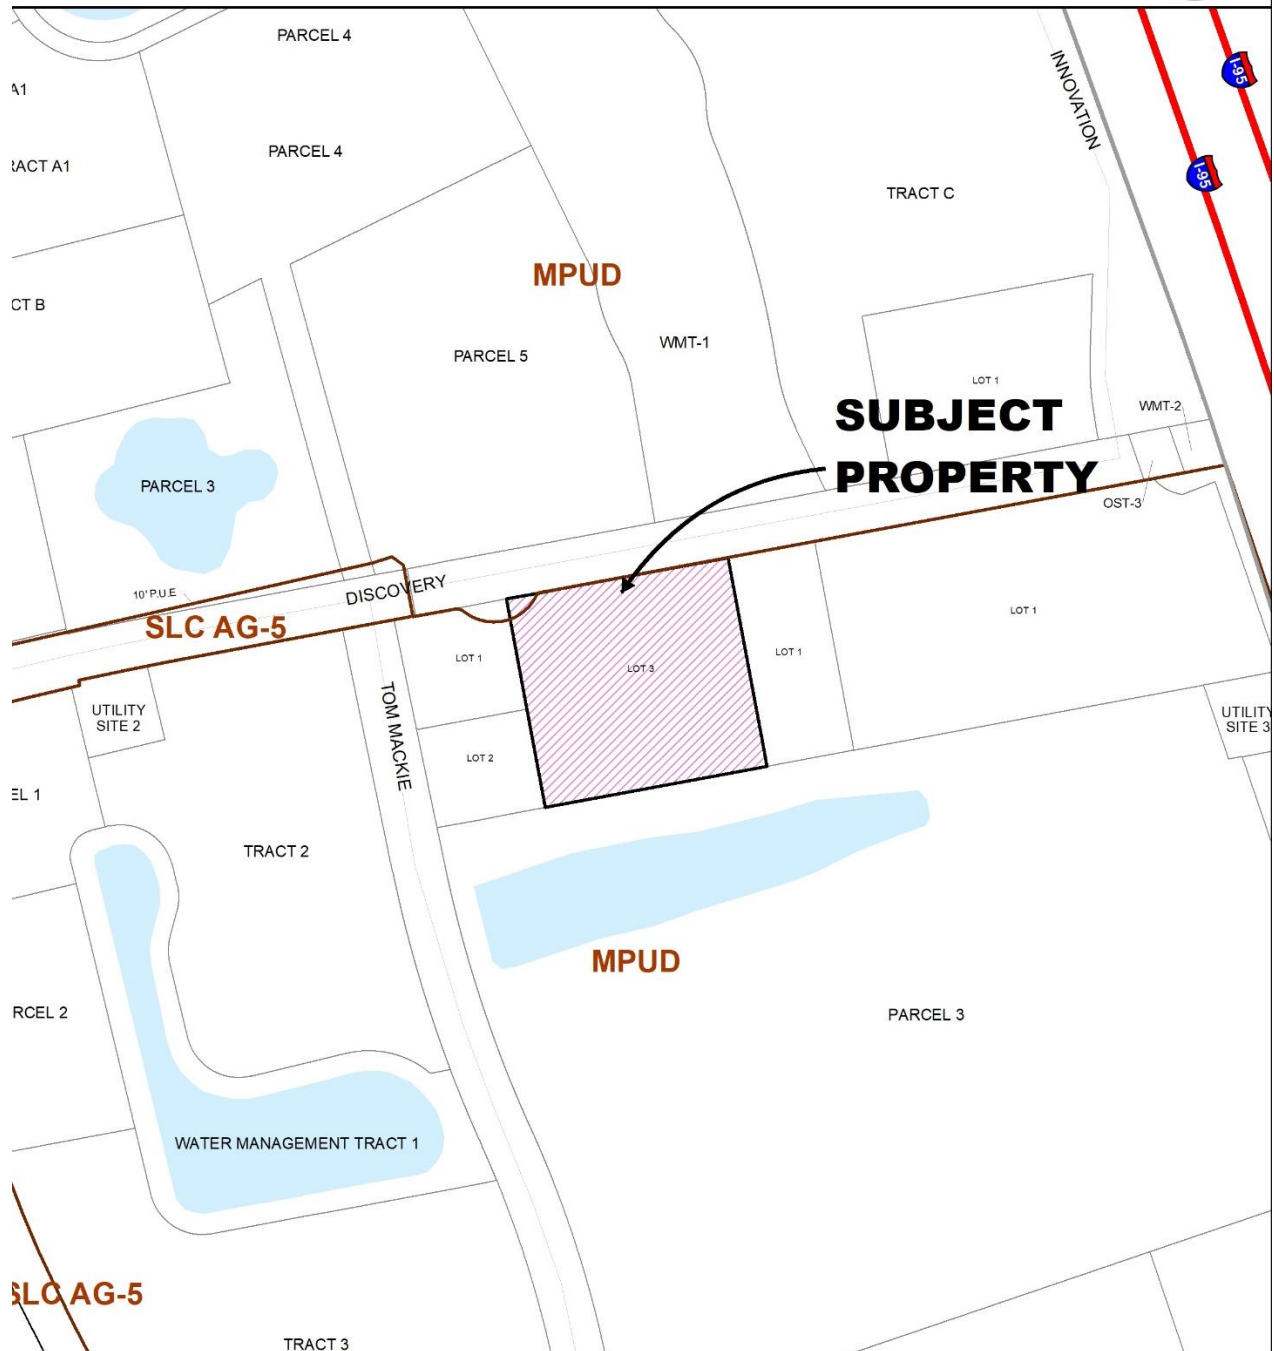 PARCEL 4
INNOVATION
I-95
A1
PARCEL 4
RACT A1
I-95
TRACT C
MPUD
CT B
WMT-1
PARCEL 5
LOT 1
SUBJECT
PROPERTY
WMT-2
PARCEL 3
OST-3
10' P.U.E
DISCOVERY
SLC AG-5
LOT 1
LOT 1
LOT 3
LOT 1
TOM MACKIE
UTILITY
SITE 2
UTILITY
SITE 3
LOT 2
EL 1
TRACT 2
MPUD
RCEL 2
PARCEL 3
WATER MANAGEMENT TRACT 1
SLC AG-5
TRACT 3